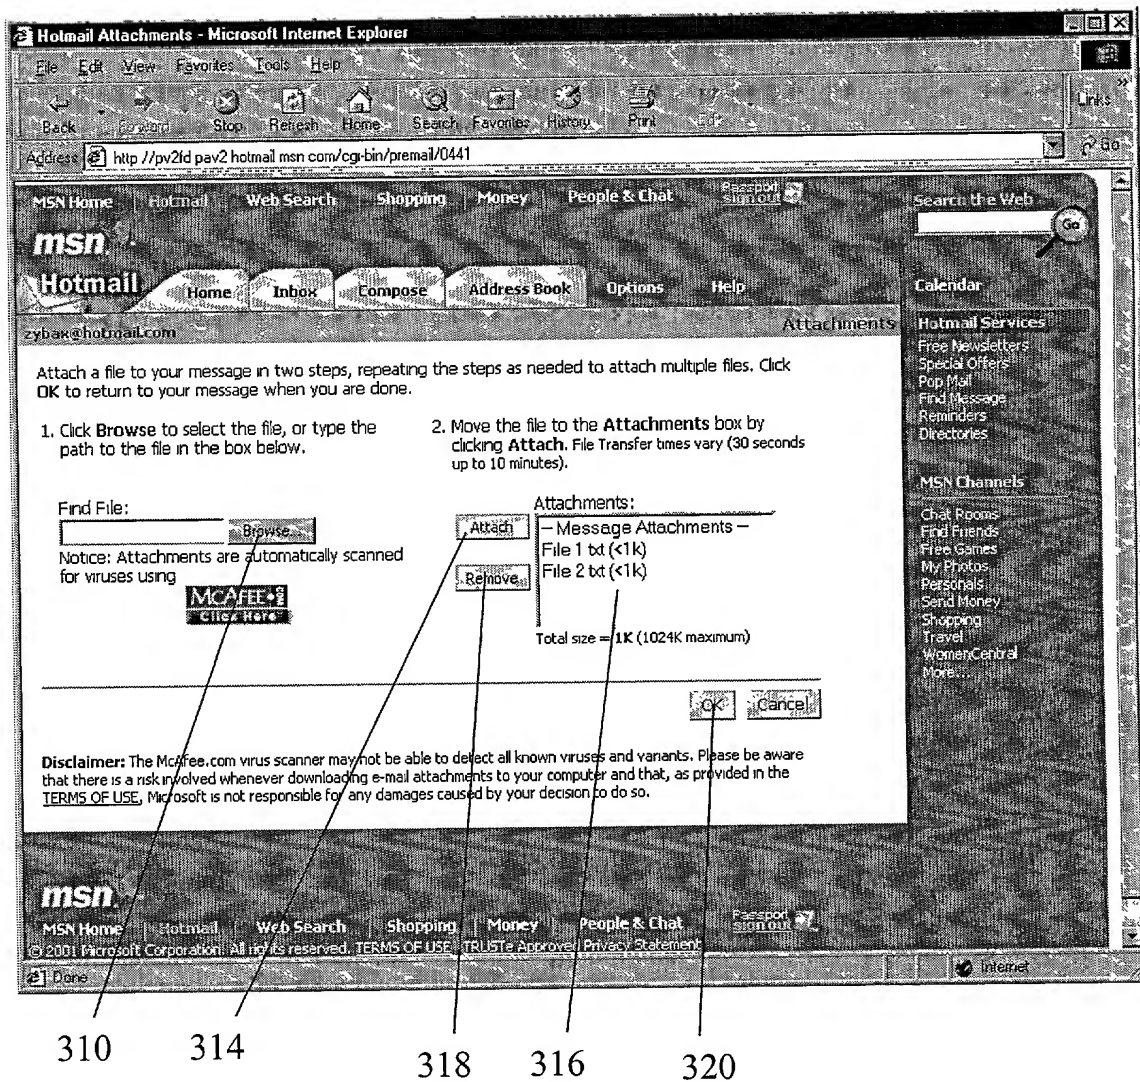 Hotmail Attachments - Microsoft Internet Explorer
File Edit View Favorites Tools Help
Back Forward Stop Refresh Home Search Favorites History Print Edit
Links »
Address http //pv2fd pav2 hotmail msn com/cgi-bin/premail/0441 Go
MSN Home Hotmail Web Search Shopping Money People & Chat Passport sign out
Search the Web
Go
msn
Hotmail Home Inbox Compose Address Book Options Help
Calendar
zybax@hotmail.com Attachments
Attach a file to your message in two steps, repeating the steps as needed to attach multiple files. Click
OK to return to your message when you are done.
1. Click Browse to select the file, or type the
path to the file in the box below.
2. Move the file to the Attachments box by
clicking Attach. File Transfer times vary (30 seconds
up to 10 minutes).
Find File:
Browse...
Notice: Attachments are automatically scanned
for viruses using
McAFEE
Click Here
Attach
Remove
Attachments:
— Message Attachments —
File 1 txt (<1k)
File 2 txt (<1k)
Total size = 1K (1024K maximum)
OK Cancel
Disclaimer: The McAfee.com virus scanner may not be able to detect all known viruses and variants. Please be aware
that there is a risk involved whenever downloading e-mail attachments to your computer and that, as provided in the
TERMS OF USE, Microsoft is not responsible for any damages caused by your decision to do so.
Hotmail Services
Free Newsletters
Special Offers
Pop Mail
Find Message
Reminders
Directories
MSN Channels
Chat Rooms
Find Friends
Free Games
My Photos
Personals
Send Money
Shopping
Travel
WomenCentral
More...
msn
MSN Home Hotmail Web Search Shopping Money People & Chat Passport sign out
© 2001 Microsoft Corporation. All rights reserved. TERMS OF USE TRUSTe Approved Privacy Statement
Done Internet
310 314 318 316 320